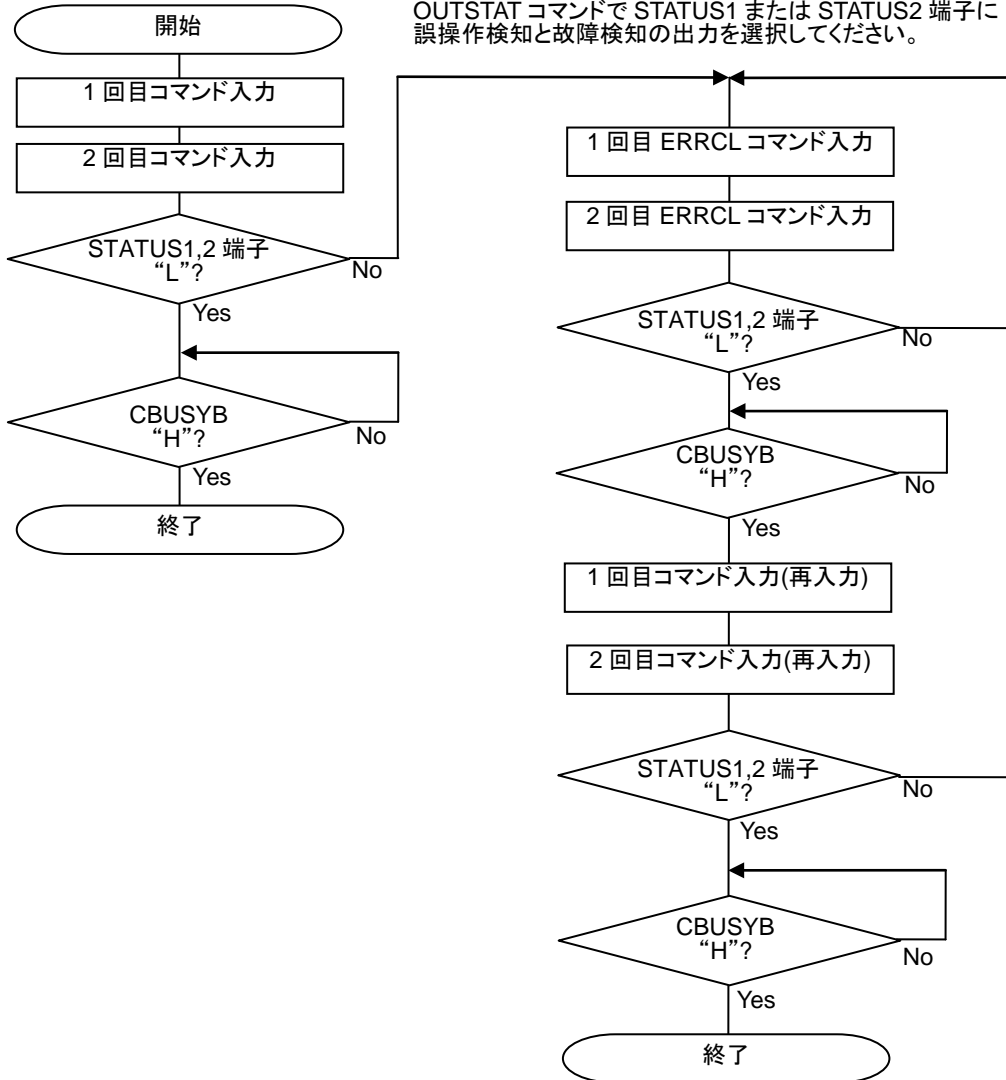 OUTSTAT コマンドで STATUS1 または STATUS2 端子に
誤操作検知と故障検知の出力を選択してください。
開始
1 回目コマンド入力
2 回目コマンド入力
STATUS1,2 端子
“L”?
No
Yes
CBUSYB
“H”?
No
Yes
終了
1 回目 ERRCL コマンド入力
2 回目 ERRCL コマンド入力
STATUS1,2 端子
“L”?
No
Yes
CBUSYB
“H”?
No
Yes
1 回目コマンド入力(再入力)
2 回目コマンド入力(再入力)
STATUS1,2 端子
“L”?
No
Yes
CBUSYB
“H”?
No
Yes
終了